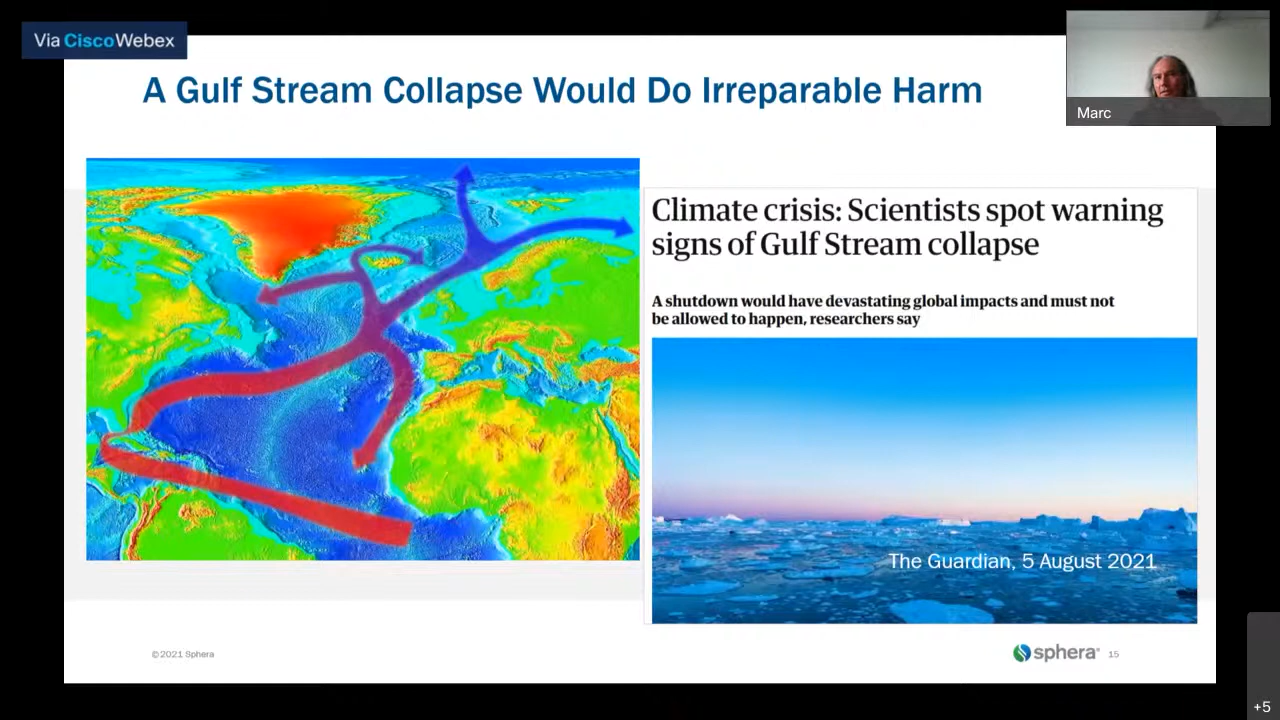 Via Cisco Webex
A Gulf Stream Collapse Would Do Irreparable Harm
Marc
Climate crisis: Scientists spot warning
signs of Gulf Stream collapse
A shutdown would have devastating global impacts and must not
be allowed to happen, researchers say
The Guardian, 5 August 2021
©2021 Sphera
sphera®
15
+5